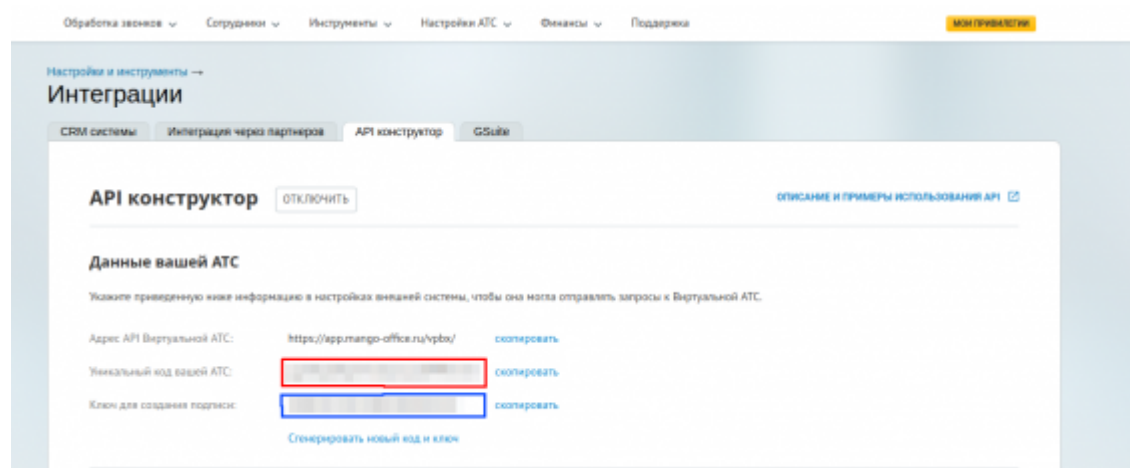 Обработка звонков Сотрудники Инструменты Настройки АТС Финансы Поддержка МОИ ПРИВИЛЕГИИ
Настройки и инструменты →
Интеграции
CRM системы Интеграция через партнеров API конструктор GSuite
API конструктор ОТКЛЮЧИТЬ ОПИСАНИЕ И ПРИМЕРЫ ИСПОЛЬЗОВАНИЯ API
Данные вашей АТС
Укажите приведенную ниже информацию в настройках внешней системы, чтобы она могла отправлять запросы к Виртуальной АТС.
Адрес API Виртуальной АТС: https://app.mango-office.ru/vpbx/ скопировать
Уникальный код вашей АТС: скопировать
Ключ для создания подписи: скопировать
Сгенерировать новый код и ключ